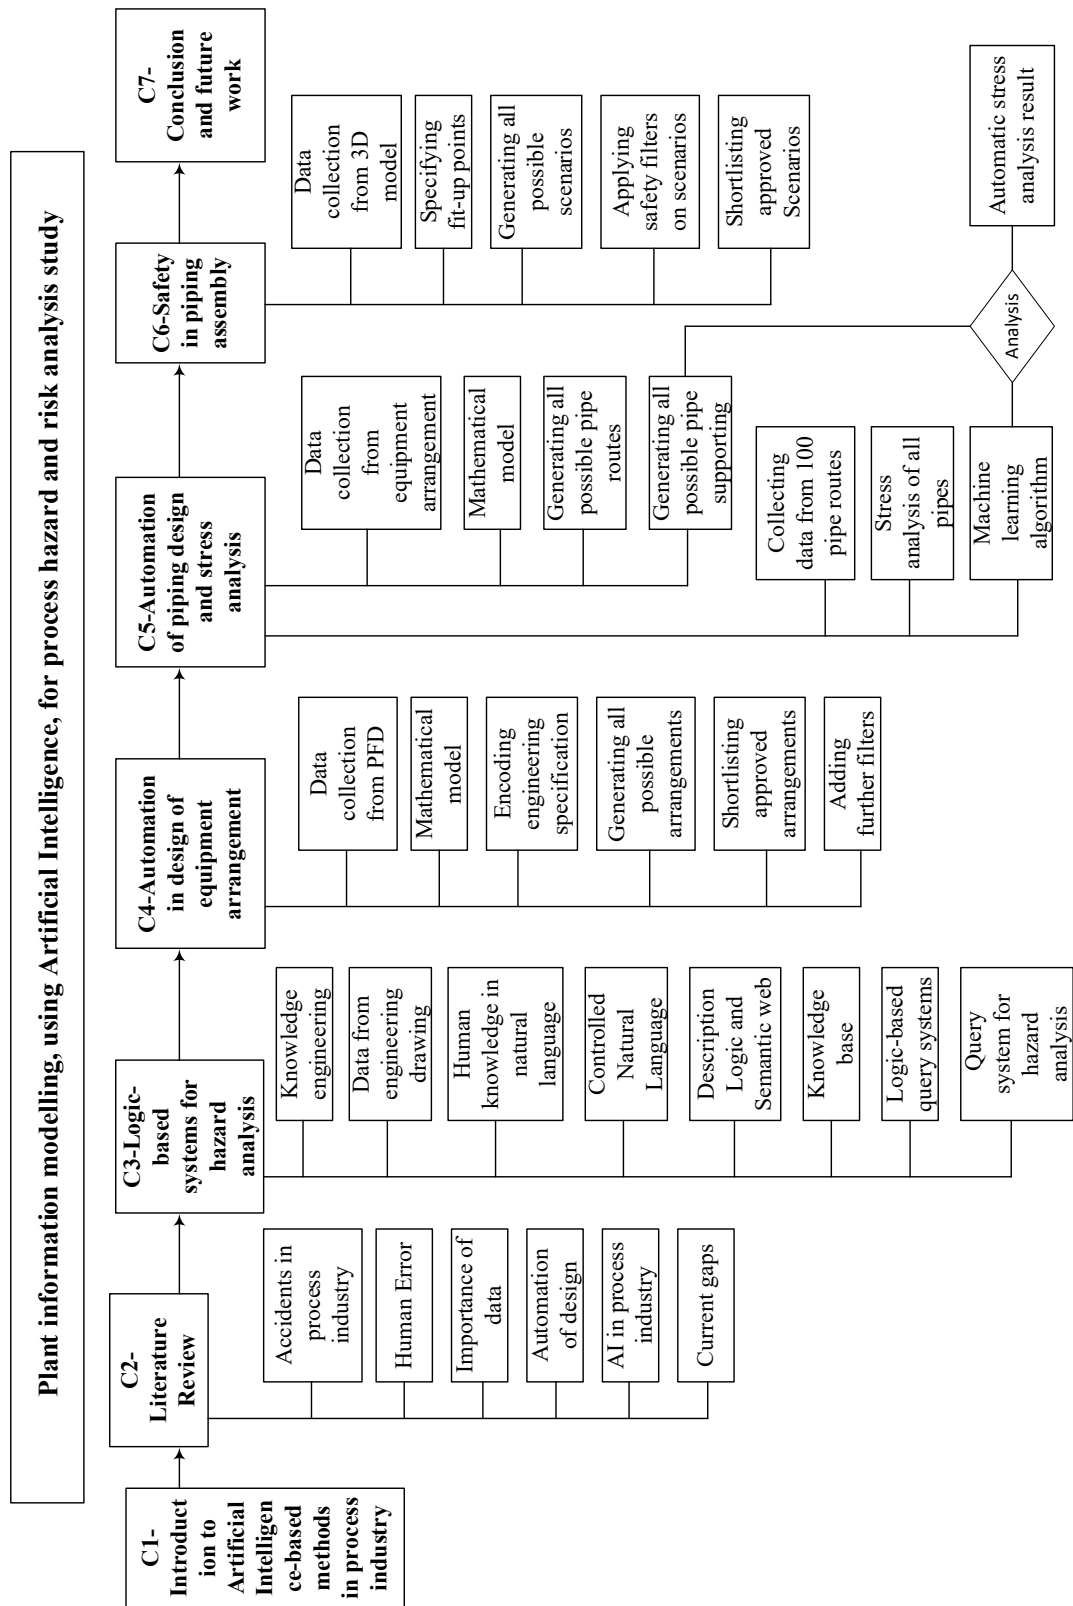 Plant information modelling, using Artificial Intelligence, for process hazard and risk analysis study
C1-
Introduct
ion to
Artificial
Intelligen
ce-based
methods
in process
industry
C2-
Literature
Review
Accidents in
process
industry
Human Error
Importance of
data
Automation
of design
AI in process
industry
Current gaps
C3-Logic-
based
systems for
hazard
analysis
Knowledge
engineering
Data from
engineering
drawing
Human
knowledge in
natural
language
Controlled
Natural
Language
Description
Logic and
Semantic web
Knowledge
base
Logic-based
query systems
Query
system for
hazard
analysis
C4-Automation
in design of
equipment
arrangement
Data
collection
from PFD
Mathematical
model
Encoding
engineering
specification
Generating all
possible
arrangements
Shortlisting
approved
arrangements
Adding
further filters
C5-Automation
of piping design
and stress
analysis
Data
collection
from
equipment
arrangement
Mathematical
model
Generating all
possible pipe
routes
Generating all
possible pipe
supporting
Collecting
data from 100
pipe routes
Stress
analysis of all
pipes
Machine
learning
algorithm
Analysis
Automatic stress
analysis result
C6-Safety
in piping
assembly
Data
collection
from 3D
model
Specifying
fit-up points
Generating all
possible
scenarios
Applying
safety filters
on scenarios
Shortlisting
approved
Scenarios
C7-
Conclusion
and future
work